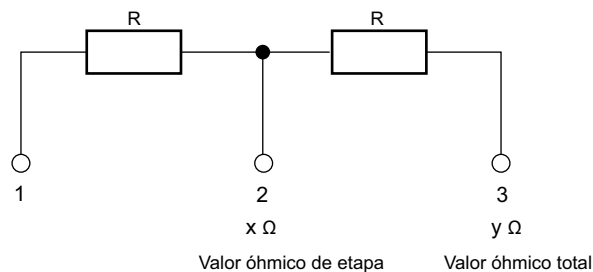 R R
1 2 3
x Ω y Ω
Valor óhmico de etapa Valor óhmico total